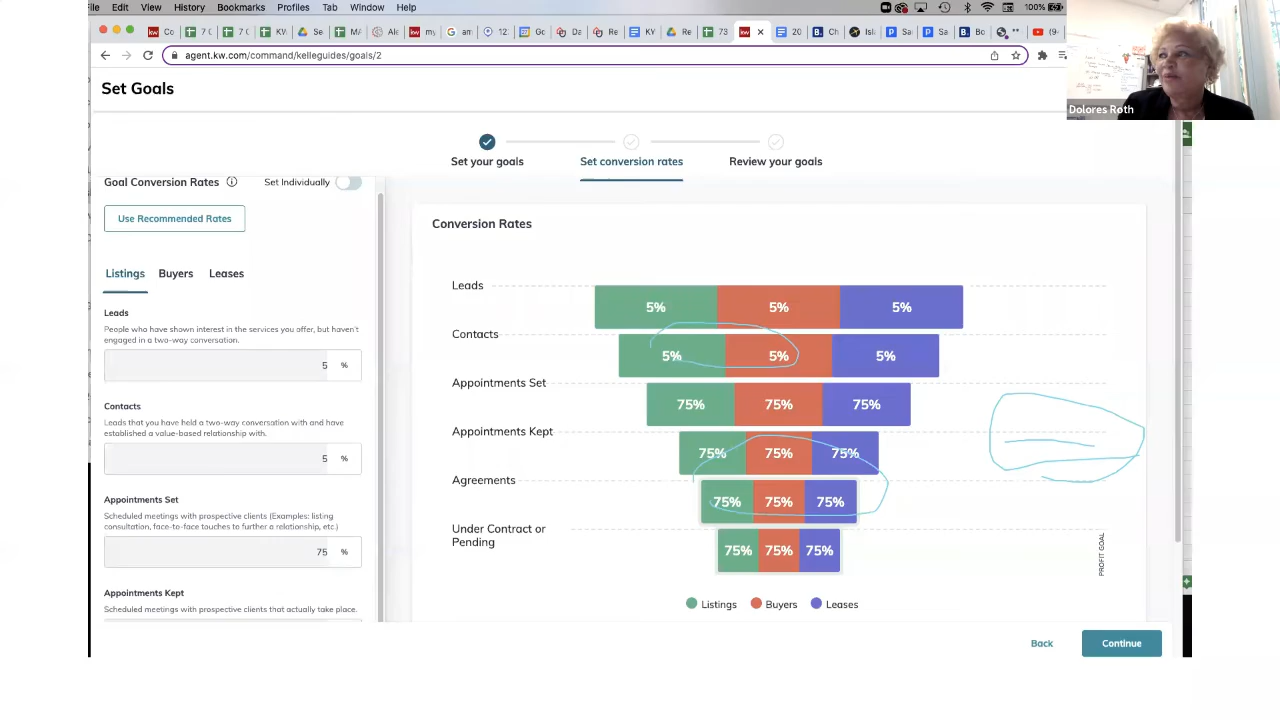 File Edit View History Bookmarks Profiles Tab Window Help 100%
agent.kw.com/command/kelleguides/goals/2
Dolores Roth
Set Goals
Set your goals Set conversion rates Review your goals
Goal Conversion Rates Set Individually
Use Recommended Rates
Listings Buyers Leases
Leads
People who have shown interest in the services you offer, but haven't
engaged in a two-way conversation.
5 %
Contacts
Leads that you have held a two-way conversation with and have
established a value-based relationship with.
5 %
Appointments Set
Scheduled meetings with prospective clients (Examples: listing
consultation, face-to-face touches to further a relationship, etc.)
75 %
Appointments Kept
Scheduled meetings with prospective clients that actually take place.
Conversion Rates
Leads
5% 5% 5%
Contacts
5% 5% 5%
Appointments Set
75% 75% 75%
Appointments Kept
75% 75% 75%
Agreements
75% 75% 75%
Under Contract or
Pending
75% 75% 75%
PROFIT GOAL
Listings Buyers Leases
Back Continue